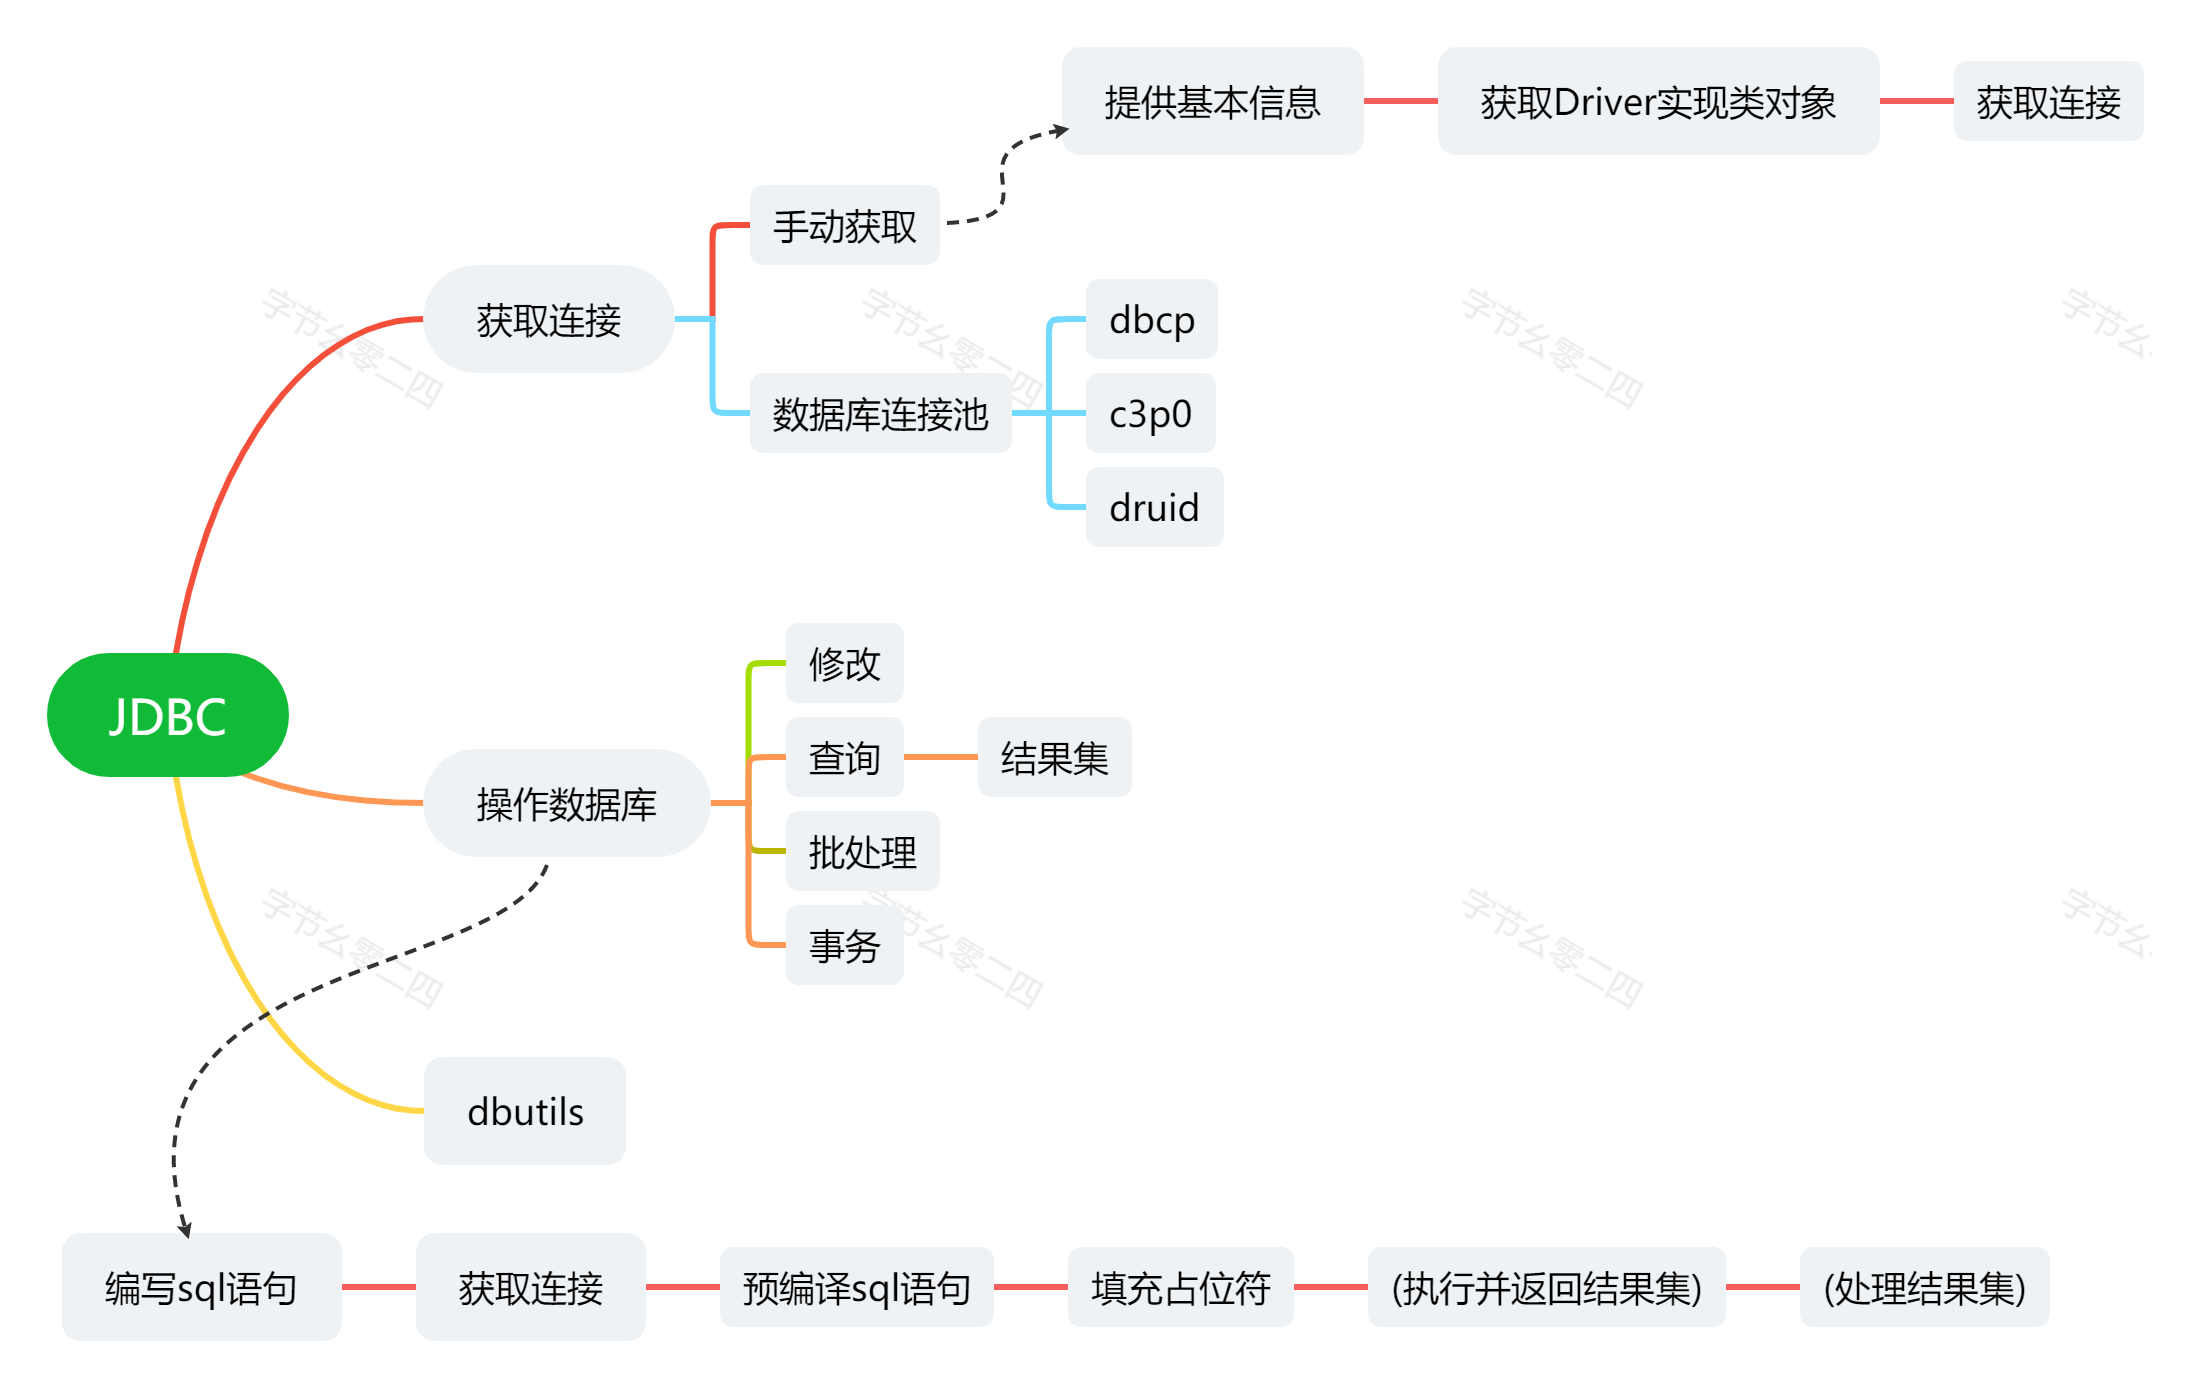 提供基本信息
获取Driver实现类对象
获取连接
手动获取
获取连接
dbcp
数据库连接池
c3p0
druid
JDBC
修改
查询
结果集
操作数据库
批处理
事务
dbutils
编写sql语句
获取连接
预编译sql语句
填充占位符
(执行并返回结果集)
(处理结果集)
字节幺零二四
字节幺零二四
字节幺零二四
字节幺
字节幺零二四
字节幺零二四
字节幺零二四
字节幺